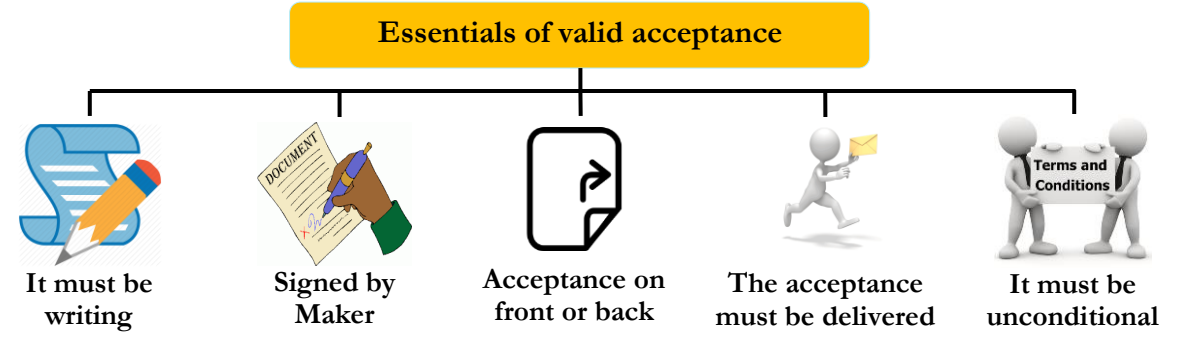 Essentials of valid acceptance
DOCUMENT
Terms and
Conditions
It must be
writing
Signed by
Maker
Acceptance on
front or back
The acceptance
must be delivered
It must be
unconditional